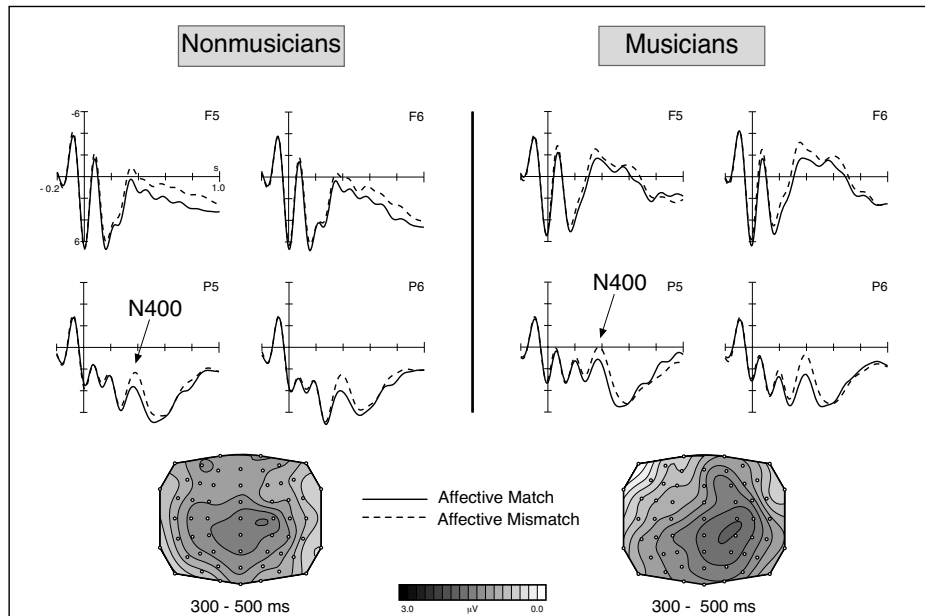 Nonmusicians
Musicians
-6
F5
F6
F5
F6
s
- 0.2
1.0
6
P5
P6
P5
P6
N400
N400
Affective Match
Affective Mismatch
300 - 500 ms
3.0
µV
0.0
300 - 500 ms